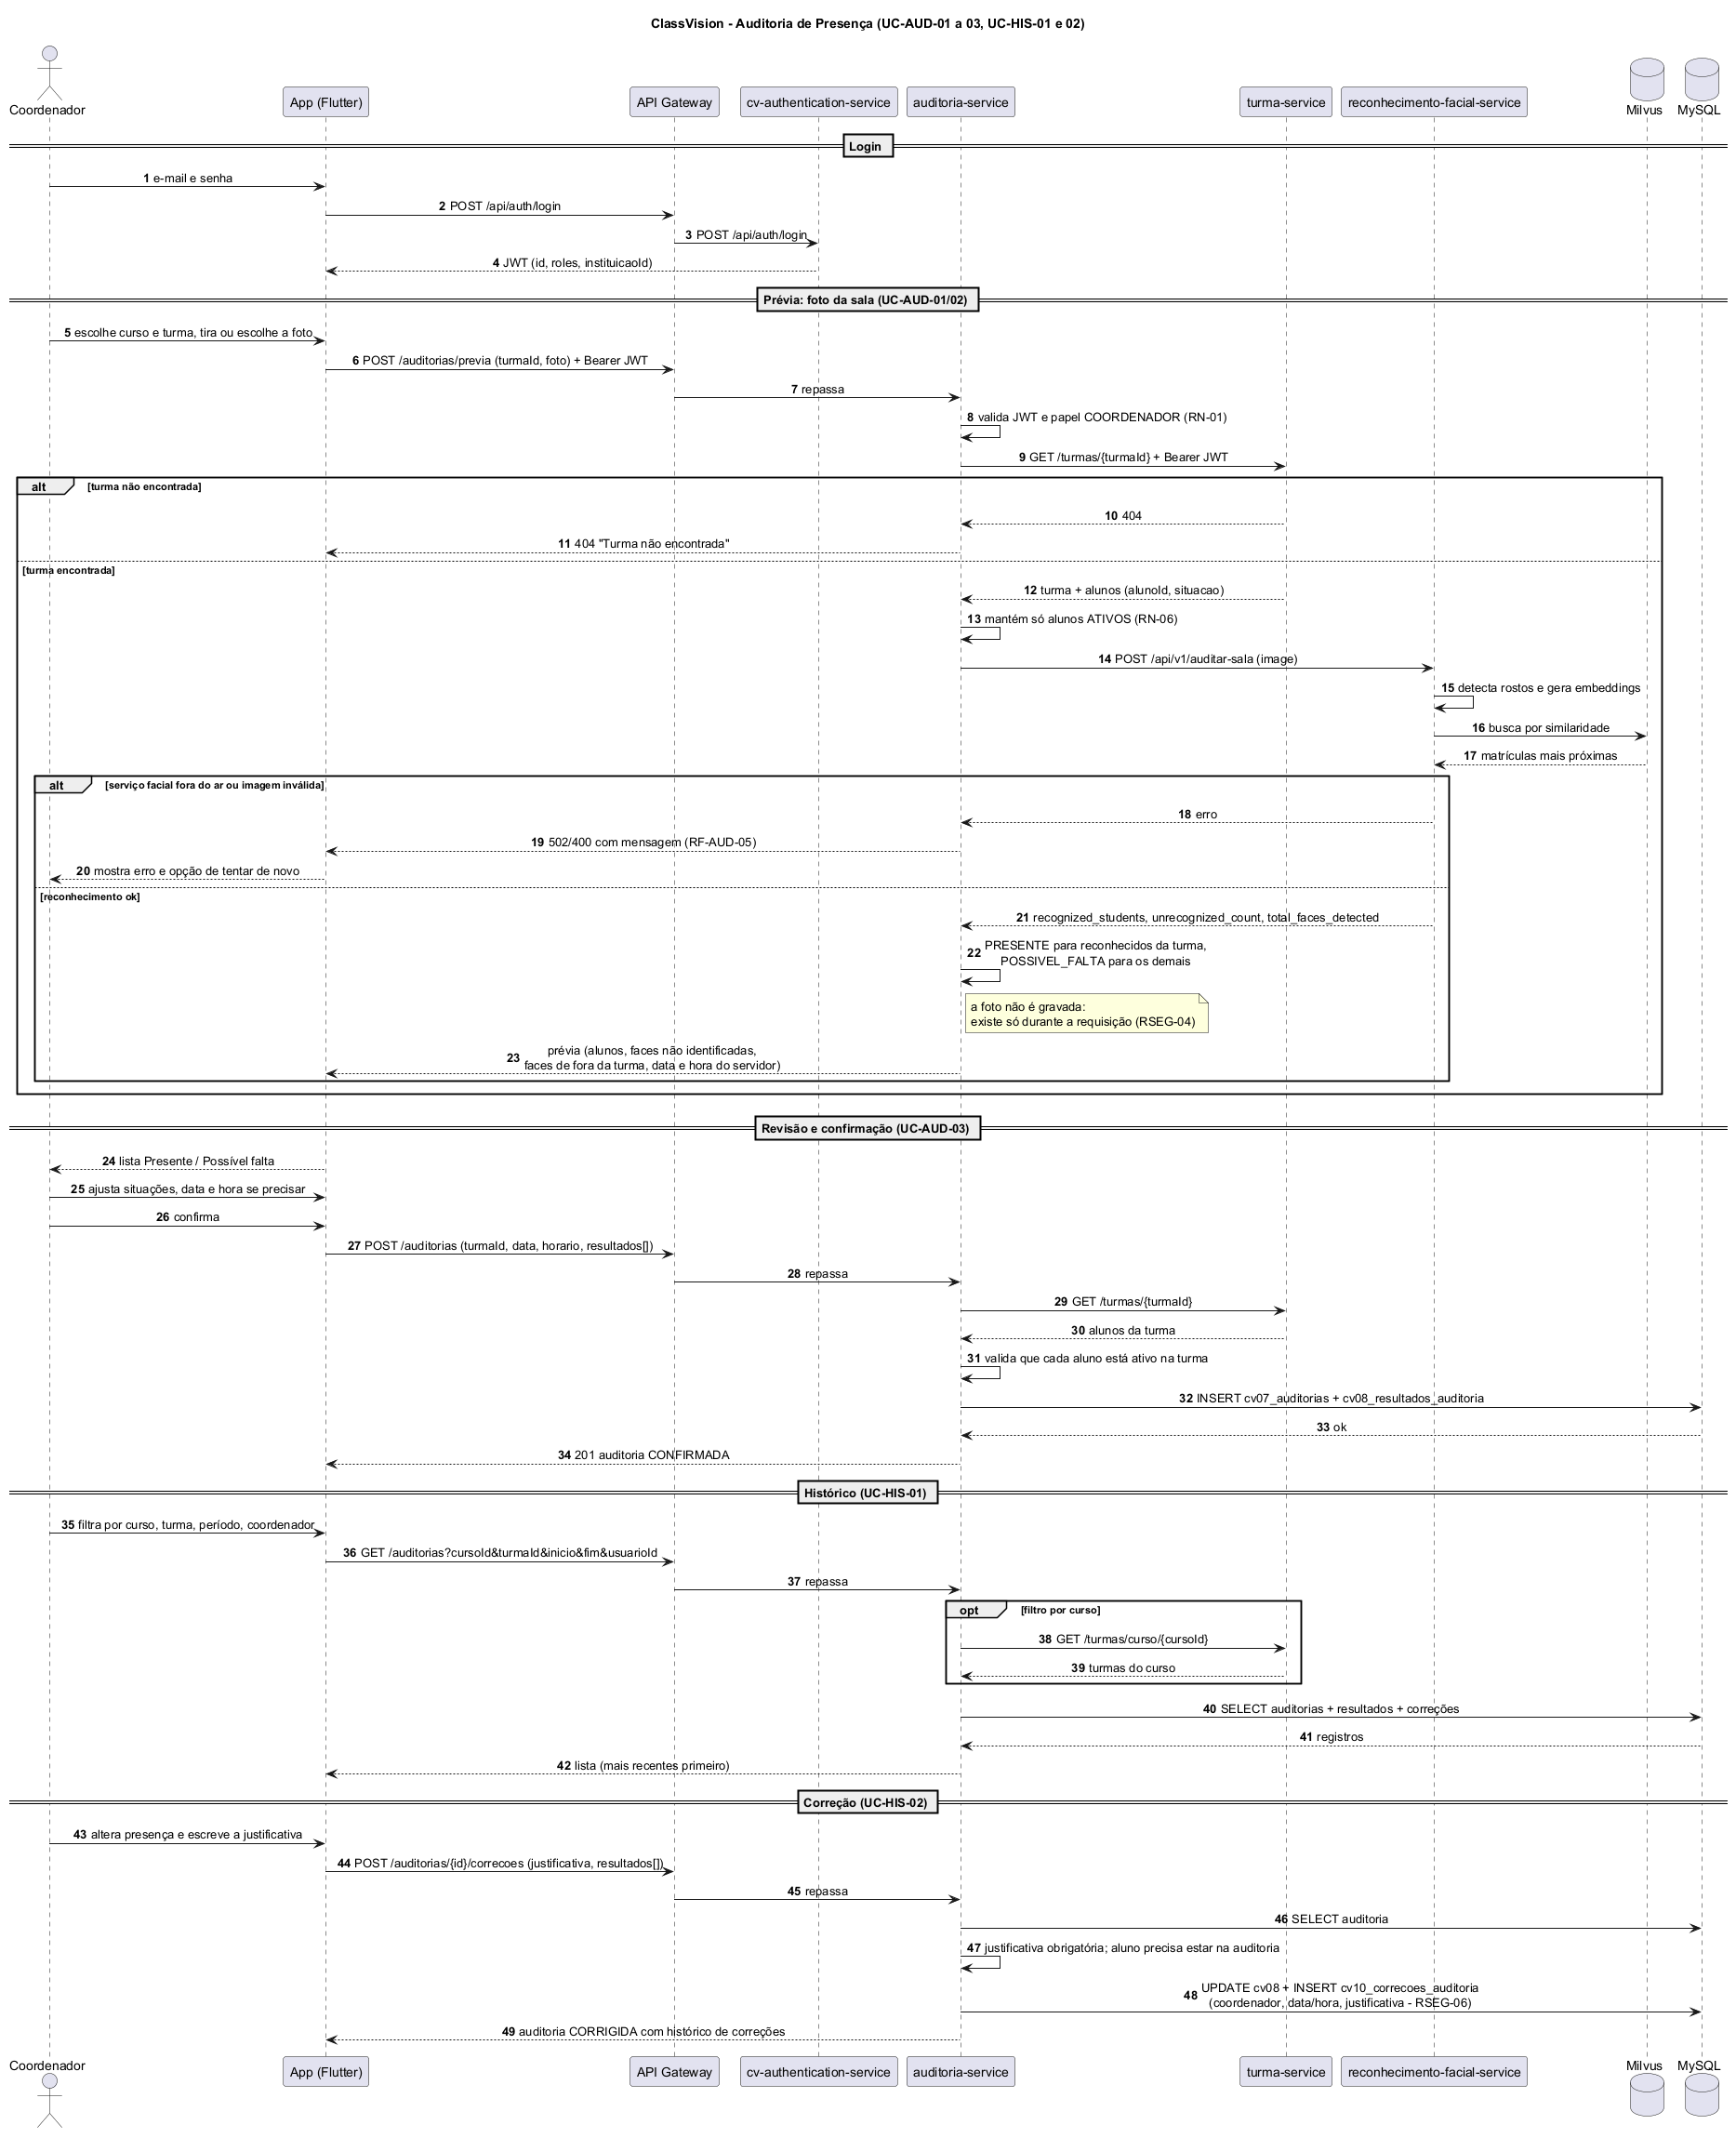 ClassVision - Auditoria de Presença (UC-AUD-01 a 03, UC-HIS-01 e 02)
Coordenador
App (Flutter)
API Gateway
cv-authentication-service
auditoria-service
turma-service
reconhecimento-facial-service
Milvus
MySQL
Login
1 e-mail e senha
2 POST /api/auth/login
3 POST /api/auth/login
4 JWT (id, roles, instituicaoId)
Prévia: foto da sala (UC-AUD-01/02)
5 escolhe curso e turma, tira ou escolhe a foto
6 POST /auditorias/previa (turmaId, foto) + Bearer JWT
7 repassa
8 valida JWT e papel COORDENADOR (RN-01)
9 GET /turmas/{turmaId} + Bearer JWT
alt [turma não encontrada]
10 404
11 404 "Turma não encontrada"
[turma encontrada]
12 turma + alunos (alunoId, situacao)
13 mantém só alunos ATIVOS (RN-06)
14 POST /api/v1/auditar-sala (image)
15 detecta rostos e gera embeddings
16 busca por similaridade
17 matrículas mais próximas
alt [serviço facial fora do ar ou imagem inválida]
18 erro
19 502/400 com mensagem (RF-AUD-05)
20 mostra erro e opção de tentar de novo
[reconhecimento ok]
21 recognized_students, unrecognized_count, total_faces_detected
22 PRESENTE para reconhecidos da turma,
POSSIVEL_FALTA para os demais
a foto não é gravada:
existe só durante a requisição (RSEG-04)
23 prévia (alunos, faces não identificadas,
faces de fora da turma, data e hora do servidor)
Revisão e confirmação (UC-AUD-03)
24 lista Presente / Possível falta
25 ajusta situações, data e hora se precisar
26 confirma
27 POST /auditorias (turmaId, data, horario, resultados[])
28 repassa
29 GET /turmas/{turmaId}
30 alunos da turma
31 valida que cada aluno está ativo na turma
32 INSERT cv07_auditorias + cv08_resultados_auditoria
33 ok
34 201 auditoria CONFIRMADA
Histórico (UC-HIS-01)
35 filtra por curso, turma, período, coordenador
36 GET /auditorias?cursoId&turmaId&inicio&fim&usuarioId
37 repassa
opt [filtro por curso]
38 GET /turmas/curso/{cursoId}
39 turmas do curso
40 SELECT auditorias + resultados + correções
41 registros
42 lista (mais recentes primeiro)
Correção (UC-HIS-02)
43 altera presença e escreve a justificativa
44 POST /auditorias/{id}/correcoes (justificativa, resultados[])
45 repassa
46 SELECT auditoria
47 justificativa obrigatória; aluno precisa estar na auditoria
48 UPDATE cv08 + INSERT cv10_correcoes_auditoria
(coordenador, data/hora, justificativa - RSEG-06)
49 auditoria CORRIGIDA com histórico de correções
Coordenador
App (Flutter)
API Gateway
cv-authentication-service
auditoria-service
turma-service
reconhecimento-facial-service
Milvus
MySQL